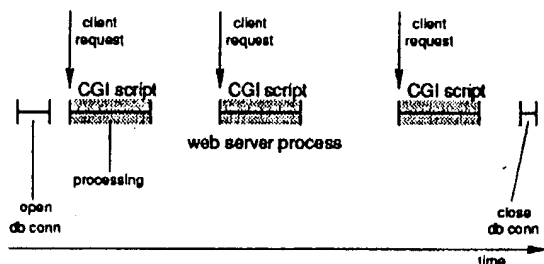 client
request
client
request
client
request
CGI script
CGI script
CGI script
web server process
processing
open
db conn
close
db conn
time